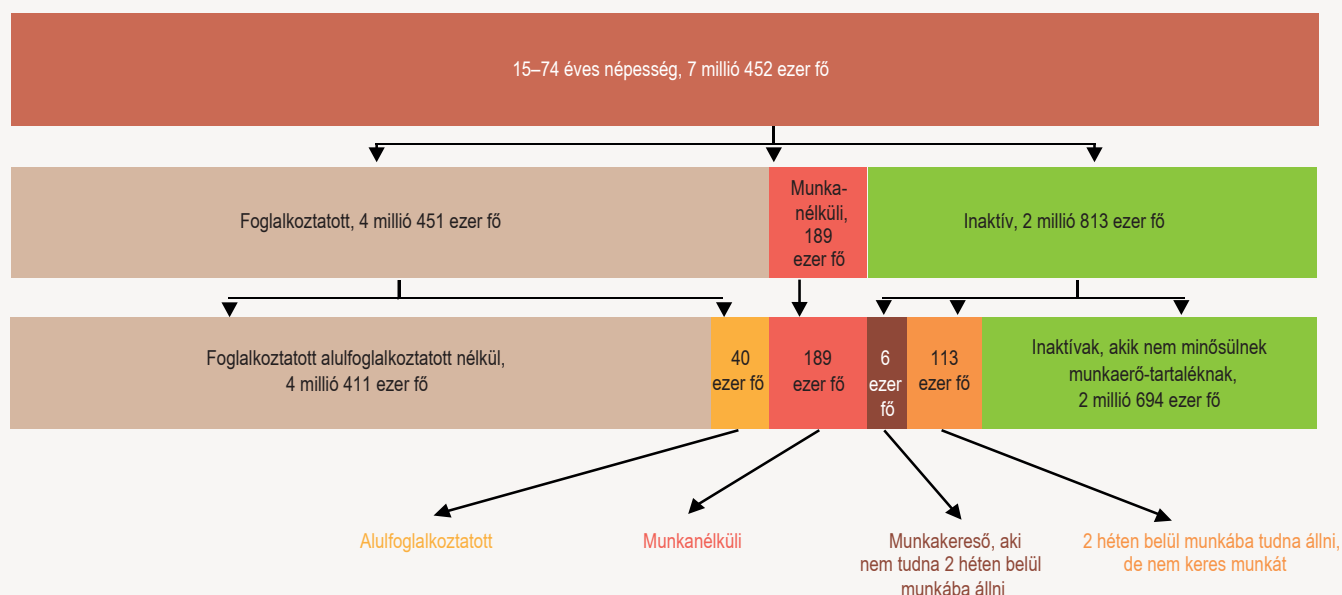 15–74 éves népesség, 7 millió 452 ezer fő
Foglalkoztatott, 4 millió 451 ezer fő
Munka-
nélküli,
189
ezer fő
Inaktív, 2 millió 813 ezer fő
Foglalkoztatott alulfoglalkoztatott nélkül,
4 millió 411 ezer fő
40
ezer fő
189
ezer fő
6
ezer
fő
113
ezer fő
Inaktívak, akik nem minősülnek
munkaerő-tartaléknak,
2 millió 694 ezer fő
Alulfoglalkoztatott
Munkanélküli
Munkakereső, aki
nem tudna 2 héten belül
munkába állni
2 héten belül munkába tudna állni,
de nem keres munkát